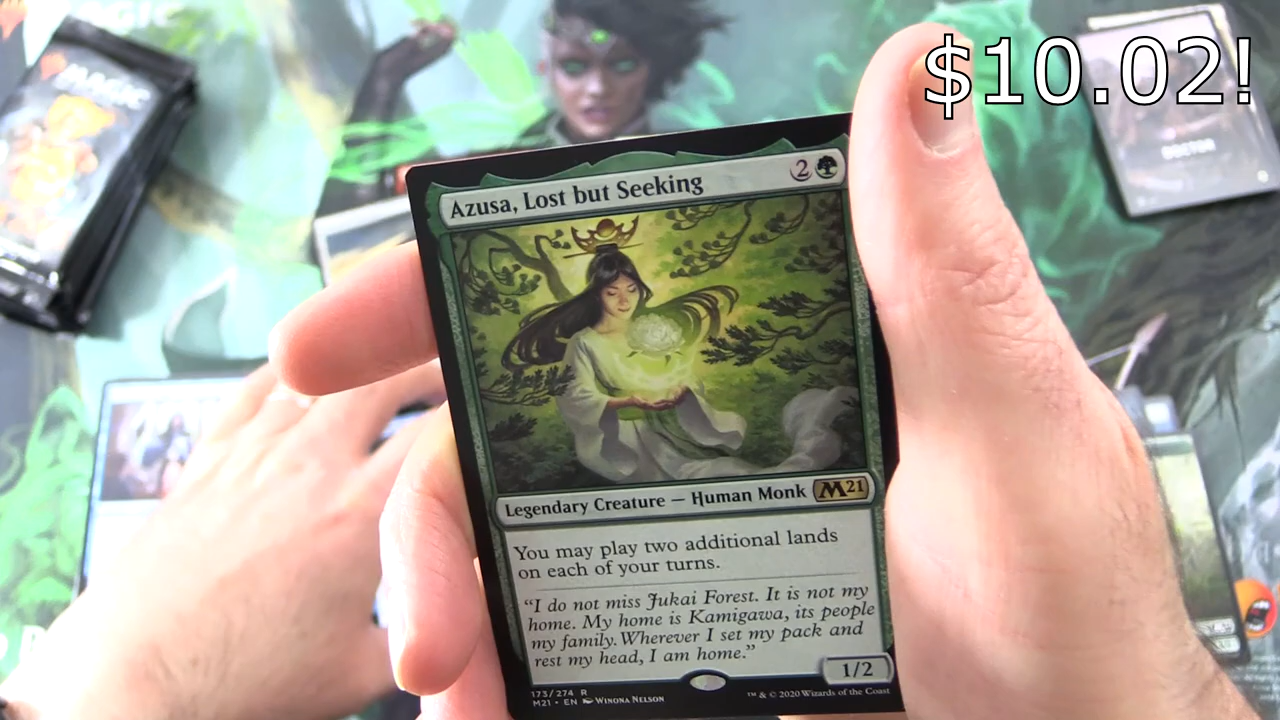 $10.02!
MAGIC
DOCTOR
Azusa, Lost but Seeking
2
Legendary Creature — Human Monk M21
You may play two additional lands
on each of your turns.
“I do not miss Jukai Forest. It is not my
home. My home is Kamigawa, its people
my family. Wherever I set my pack and
rest my head, I am home.”
1/2
173/274 R
M21 • EN Winona Nelson
™ & © 2020 Wizards of the Coast